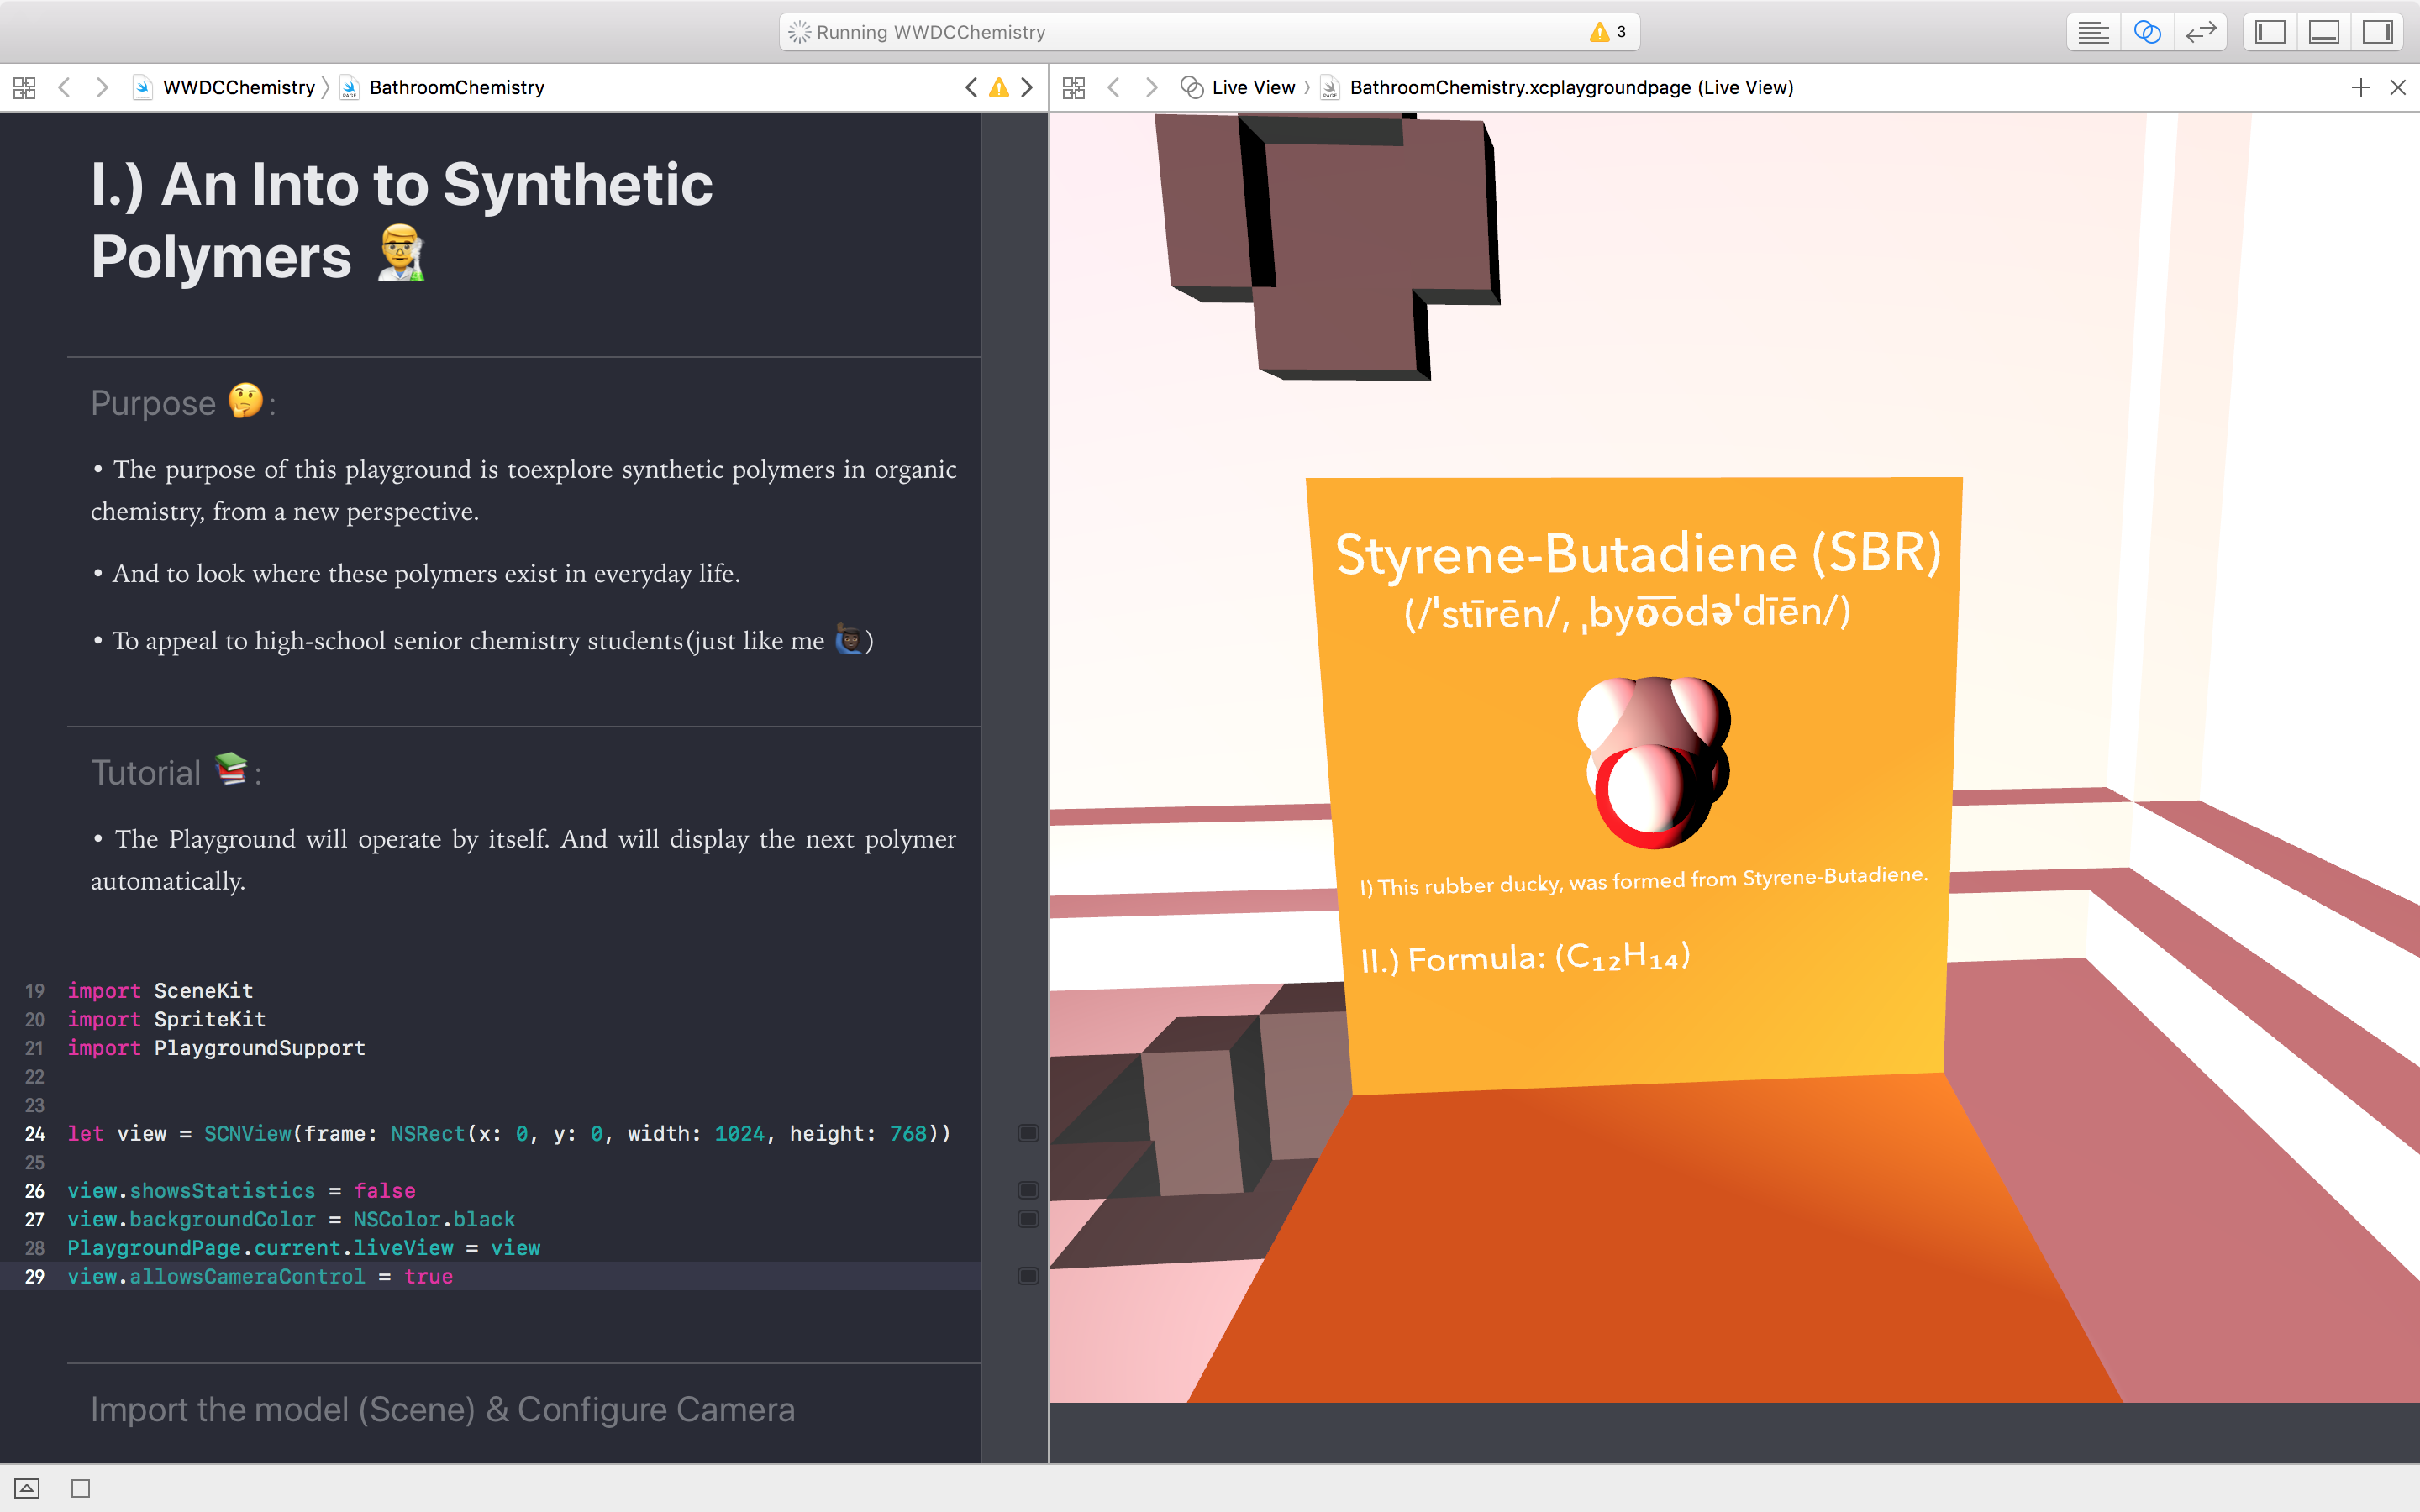 Running WWDCChemistry
3
WWDCChemistry
BathroomChemistry
Live View
BathroomChemistry.xcplaygroundpage (Live View)
I.) An Into to Synthetic
Polymers 👨‍🔬
Purpose 🤔:
• The purpose of this playground is toexplore synthetic polymers in organic
chemistry, from a new perspective.
• And to look where these polymers exist in everyday life.
• To appeal to high-school senior chemistry students(just like me 🙋🏿‍♂️)
Tutorial 📚:
• The Playground will operate by itself. And will display the next polymer
automatically.
19 import SceneKit
20 import SpriteKit
21 import PlaygroundSupport
22
23
24 let view = SCNView(frame: NSRect(x: 0, y: 0, width: 1024, height: 768))
25
26 view.showsStatistics = false
27 view.backgroundColor = NSColor.black
28 PlaygroundPage.current.liveView = view
29 view.allowsCameraControl = true
Import the model (Scene) & Configure Camera
Styrene-Butadiene (SBR)
(/ˈstīrēn/, ˌbyo͞odəˈdīēn/)
I) This rubber ducky, was formed from Styrene-Butadiene.
II.) Formula: (C₁₂H₁₄)